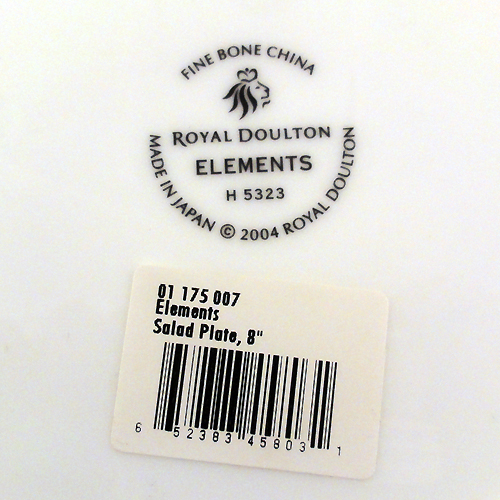 FINE BONE CHINA
ROYAL DOULTON
ELEMENTS
H 5323
MADE IN JAPAN © 2004 ROYAL DOULTON
01 175 007
Elements
Salad Plate, 8"
6 52383 45803 1